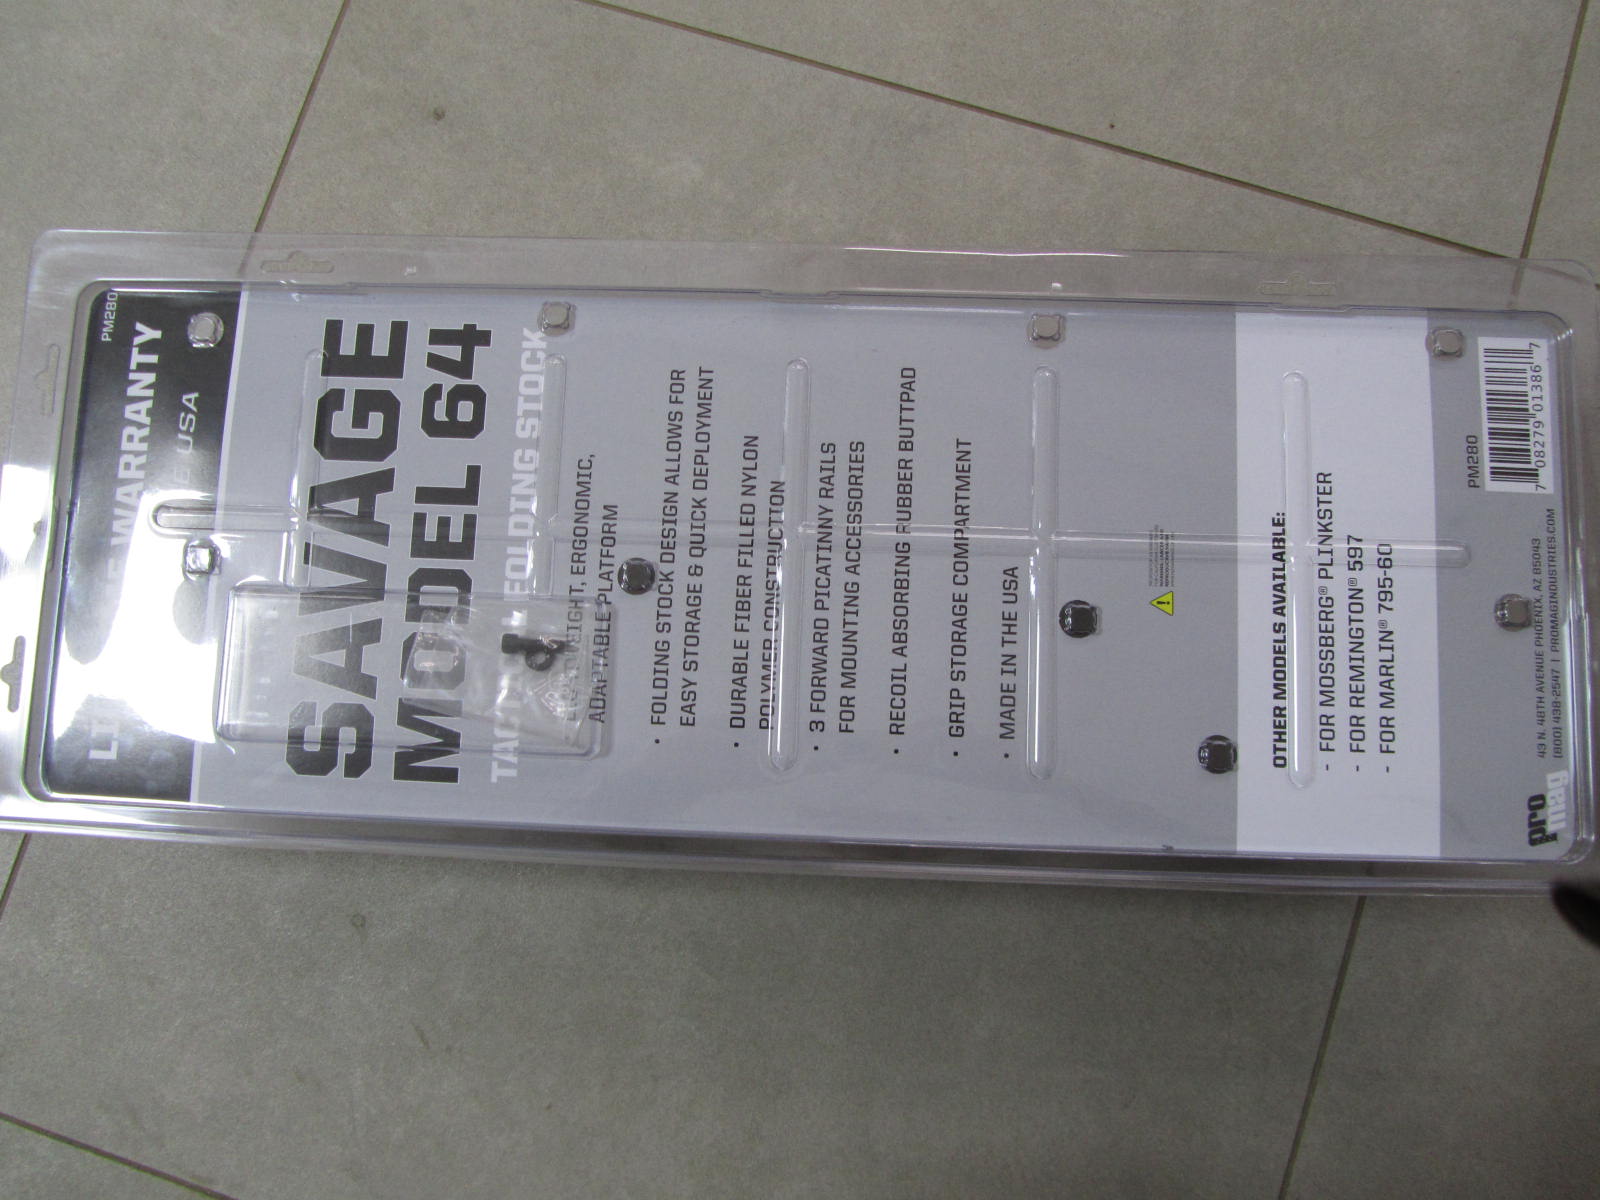 PM280
LIFETIME WARRANTY
USA
SAVAGE
MODEL 64
TACTICAL FOLDING STOCK
LIGHTWEIGHT, ERGONOMIC,
ADAPTABLE PLATFORM
• FOLDING STOCK DESIGN ALLOWS FOR
EASY STORAGE & QUICK DEPLOYMENT
• DURABLE FIBER FILLED NYLON
POLYMER CONSTRUCTION
• 3 FORWARD PICATINNY RAILS
FOR MOUNTING ACCESSORIES
• RECOIL ABSORBING RUBBER BUTTPAD
• GRIP STORAGE COMPARTMENT
• MADE IN THE USA
OTHER MODELS AVAILABLE:
- FOR MOSSBERG® PLINKSTER
- FOR REMINGTON® 597
- FOR MARLIN® 795-60
PM280
7 08279 01386 7
pro
mag
43 N. 48TH AVENUE PHOENIX, AZ 85043
(800) 438-2547 | PROMAGINDUSTRIES.COM